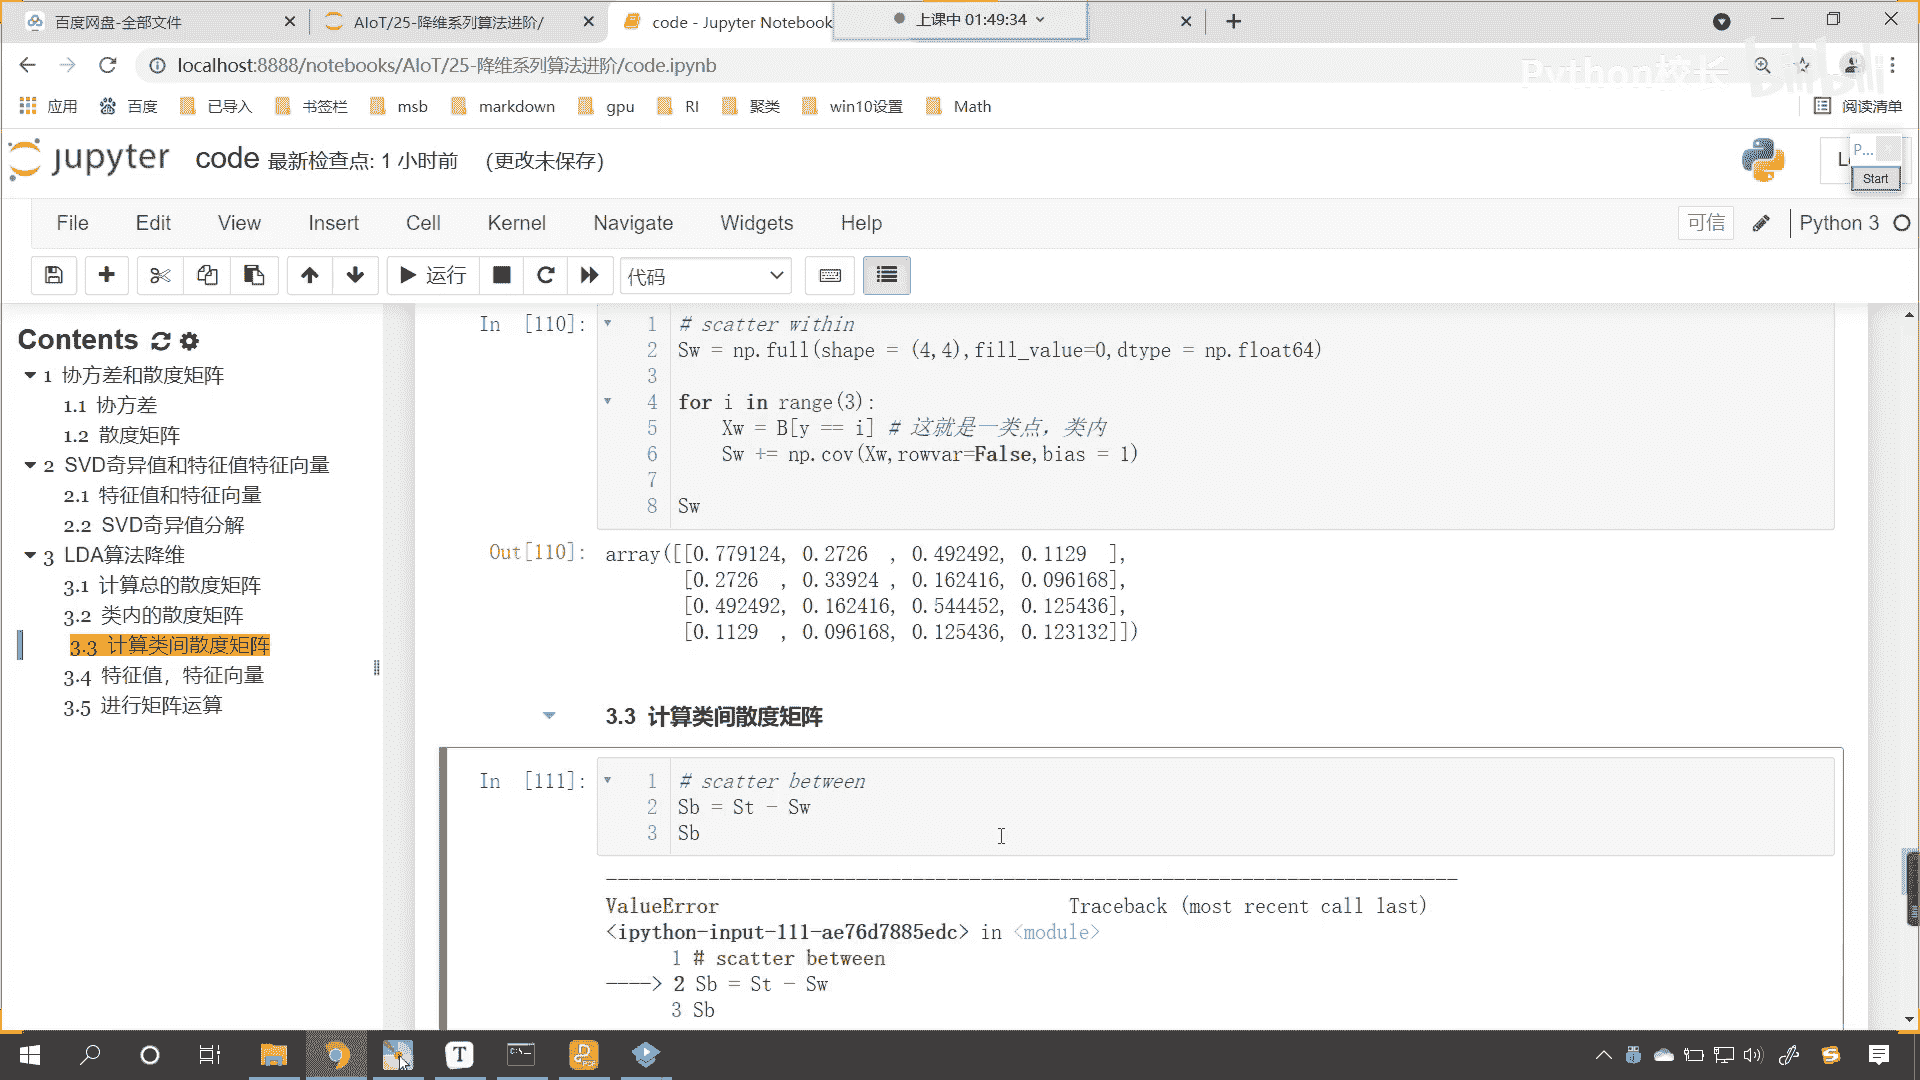 百度网盘-全部文件
AIoT/25-降维系列算法进阶/
code - Jupyter Notebook
上课中 01:49:34
localhost:8888/notebooks/AIoT/25-降维系列算法进阶/code.ipynb
Python校长
bilibili
应用
百度
已导入
书签栏
msb
markdown
gpu
RI
聚类
win10设置
Math
阅读清单
jupyter
code 最新检查点: 1 小时前 (更改未保存)
P...
Start
File Edit View Insert Cell Kernel Navigate Widgets Help
可信
Python 3
运行
代码
Contents
1 协方差和散度矩阵
1.1 协方差
1.2 散度矩阵
2 SVD奇异值和特征值特征向量
2.1 特征值和特征向量
2.2 SVD奇异值分解
3 LDA算法降维
3.1 计算总的散度矩阵
3.2 类内的散度矩阵
3.3 计算类间散度矩阵
3.4 特征值，特征向量
3.5 进行矩阵运算
In [110]:
1 # scatter within
2 Sw = np.full(shape = (4,4),fill_value=0,dtype = np.float64)
3
4 for i in range(3):
5 Xw = B[y == i] # 这就是一类点，类内
6 Sw += np.cov(Xw,rowvar=False,bias = 1)
7
8 Sw
Out[110]: array([[0.779124, 0.2726 , 0.492492, 0.1129 ],
[0.2726 , 0.33924 , 0.162416, 0.096168],
[0.492492, 0.162416, 0.544452, 0.125436],
[0.1129 , 0.096168, 0.125436, 0.123132]])
3.3 计算类间散度矩阵
In [111]:
1 # scatter between
2 Sb = St - Sw
3 Sb
---------------------------------------------------------------------------
ValueError Traceback (most recent call last)
<ipython-input-111-ae76d7885edc> in <module>
1 # scatter between
----> 2 Sb = St - Sw
3 Sb